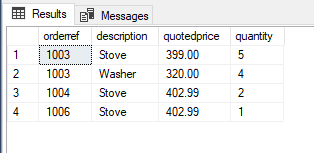 Results Messages
orderref description quotedprice quantity
1 1003 Stove 399.00 5
2 1003 Washer 320.00 4
3 1004 Stove 402.99 2
4 1006 Stove 402.99 1